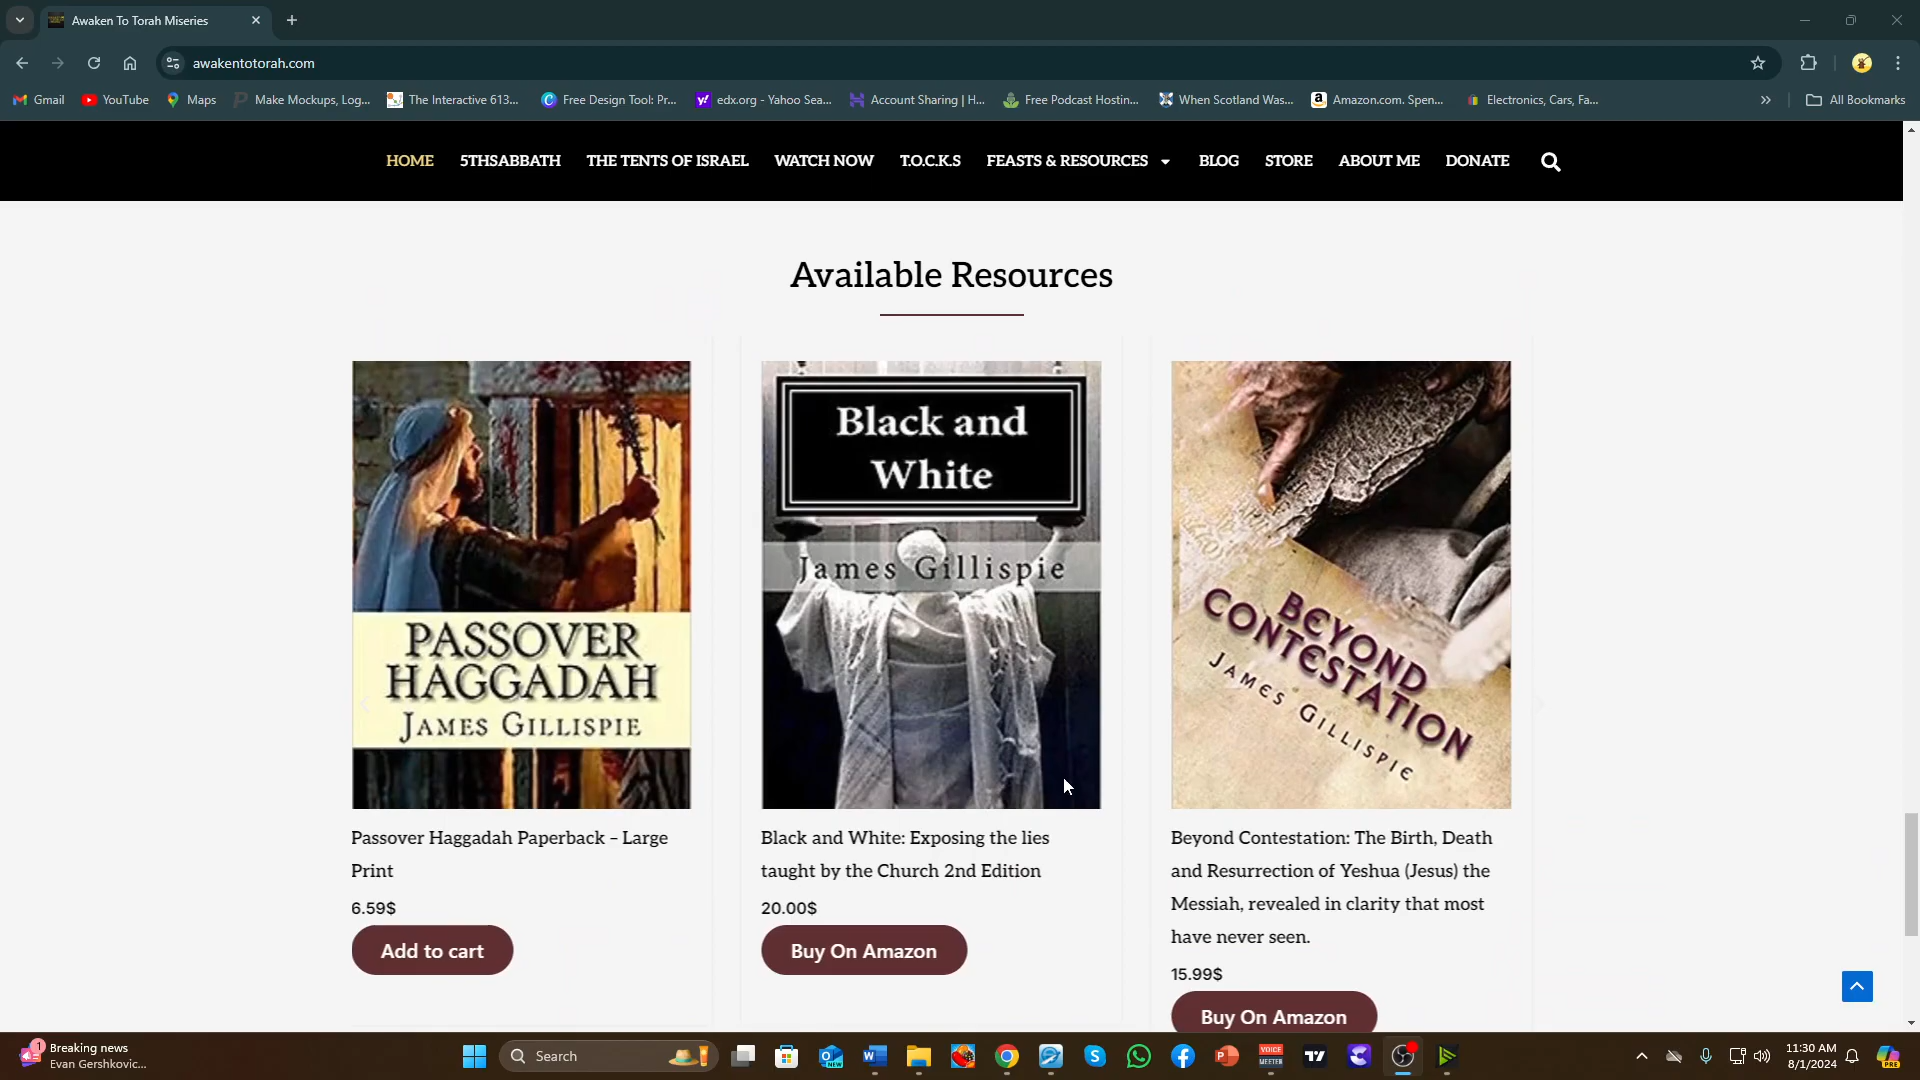 Awaken To Torah Miseries
awakentotorah.com
Gmail
YouTube
Maps
Make Mockups, Log...
The Interactive 613...
Free Design Tool: Pr...
edx.org - Yahoo Sea...
Account Sharing | H...
Free Podcast Hostin...
When Scotland Was...
Amazon.com. Spen...
Electronics, Cars, Fa...
All Bookmarks
HOME 5THSABBATH THE TENTS OF ISRAEL WATCH NOW T.O.C.K.S FEASTS & RESOURCES BLOG STORE ABOUT ME DONATE
Available Resources
PASSOVER
HAGGADAH
JAMES GILLISPIE
Passover Haggadah Paperback – Large
Print
6.59$
Add to cart
Black and
White
James Gillispie
Black and White: Exposing the lies
taught by the Church 2nd Edition
20.00$
Buy On Amazon
BEYOND
CONTESTATION
JAMES GILLISPIE
Beyond Contestation: The Birth, Death
and Resurrection of Yeshua (Jesus) the
Messiah, revealed in clarity that most
have never seen.
15.99$
Buy On Amazon
1
Breaking news
Evan Gershkovic...
Search
NEW
VOICE
MEETER
11:30 AM
8/1/2024
PRE